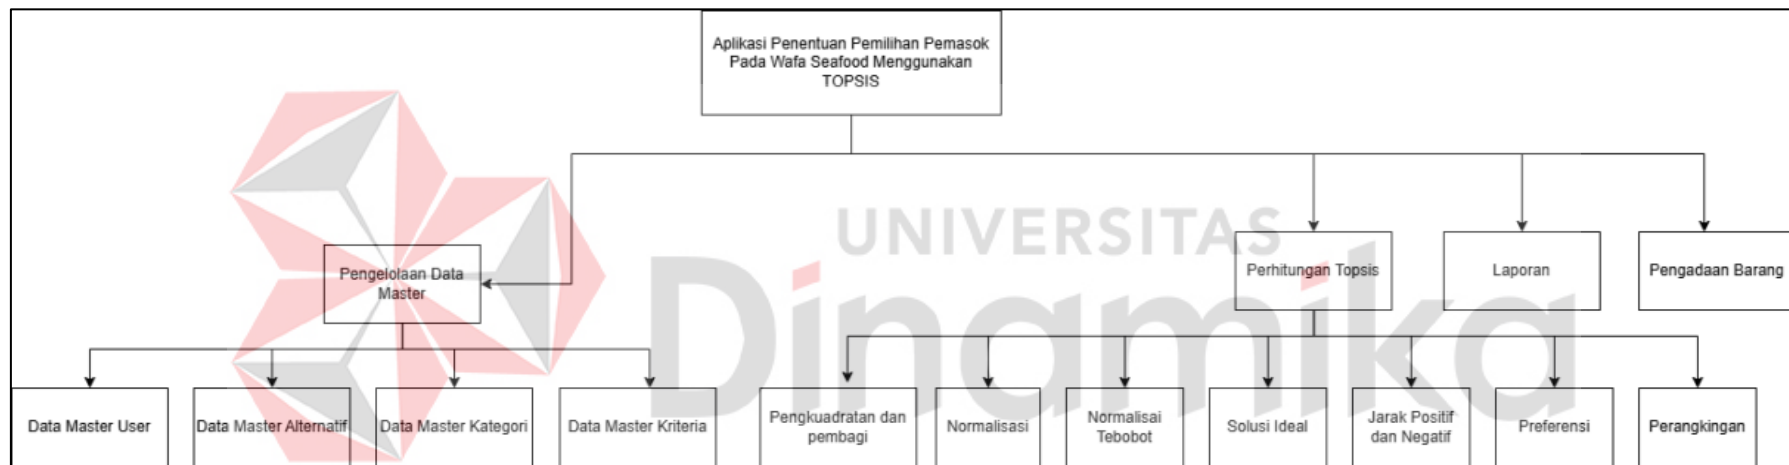 Aplikasi Penentuan Pemilihan Pemasok
Pada Wafa Seafood Menggunakan
TOPSIS
UNIVERSITAS
Dinamika
Pengelolaan Data
Master
Perhitungan Topsis
Laporan
Pengadaan Barang
Data Master User
Data Master Alternatif
Data Master Kategori
Data Master Kriteria
Pengkuadratan dan
pembagi
Normalisasi
Normalisai
Tebobot
Solusi Ideal
Jarak Positif
dan Negatif
Preferensi
Perangkingan